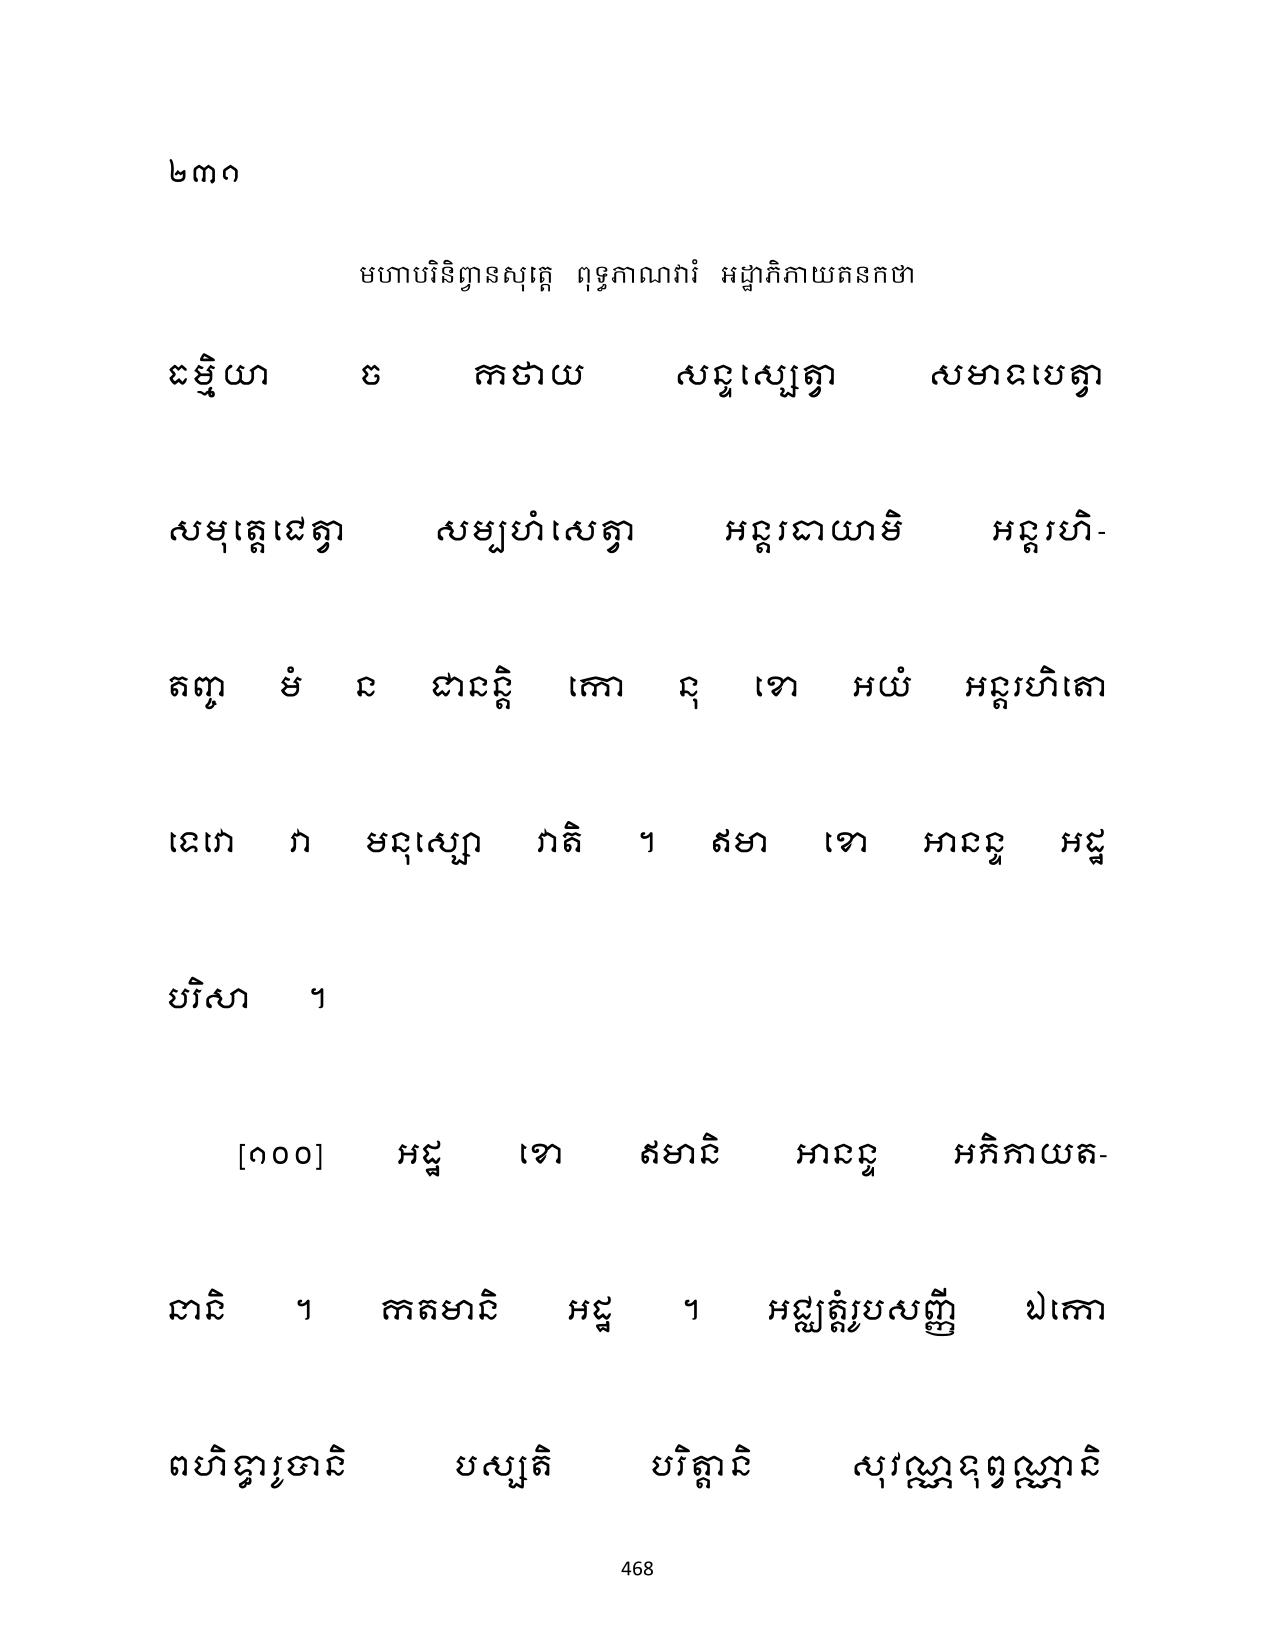 ២៣១
មហាបរិនិព្វានសុត្តេ ពុទ្ធភាណវារំ អដ្ឋាភិភាយតនកថា
ធម្មិយា ច កថាយ សន្ទស្សេត្វា សមាទបេត្វា
សមុត្តេជេត្វា សម្បហំសេត្វា អន្តរធាយាមិ អន្តរហិ-
តញ្ច មំ ន ជានន្តិ កោ នុ ខោ អយំ អន្តរហិតោ
ទេវោ វា មនុស្សោ វាតិ ។ ឥមា ខោ អានន្ទ អដ្ឋ
បរិសា ។
[១០០] អដ្ឋ ខោ ឥមានិ អានន្ទ អភិភាយត-
នានិ ។ កតមានិ អដ្ឋ ។ អជ្ឈត្តំរូបសញ្ញី ឯកោ
ពហិទ្ធារូបានិ បស្សតិ បរិត្តានិ សុវណ្ណទុព្វណ្ណានិ
468